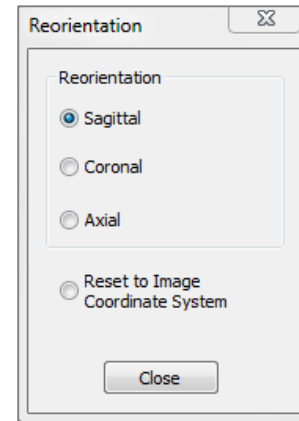 Reorientation
Reorientation
Sagittal
Coronal
Axial
Reset to Image
Coordinate System
Close